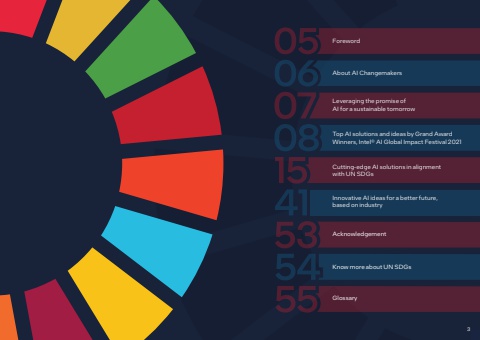 05
Foreword
06
About AI Changemakers
07
Leveraging the promise of
AI for a sustainable tomorrow
08
Top AI solutions and ideas by Grand Award
Winners, Intel® AI Global Impact Festival 2021
15
Cutting-edge AI solutions in alignment
with UN SDGs
41
Innovative AI ideas for a better future,
based on industry
53
Acknowledgement
54
Know more about UN SDGs
55
Glossary
3